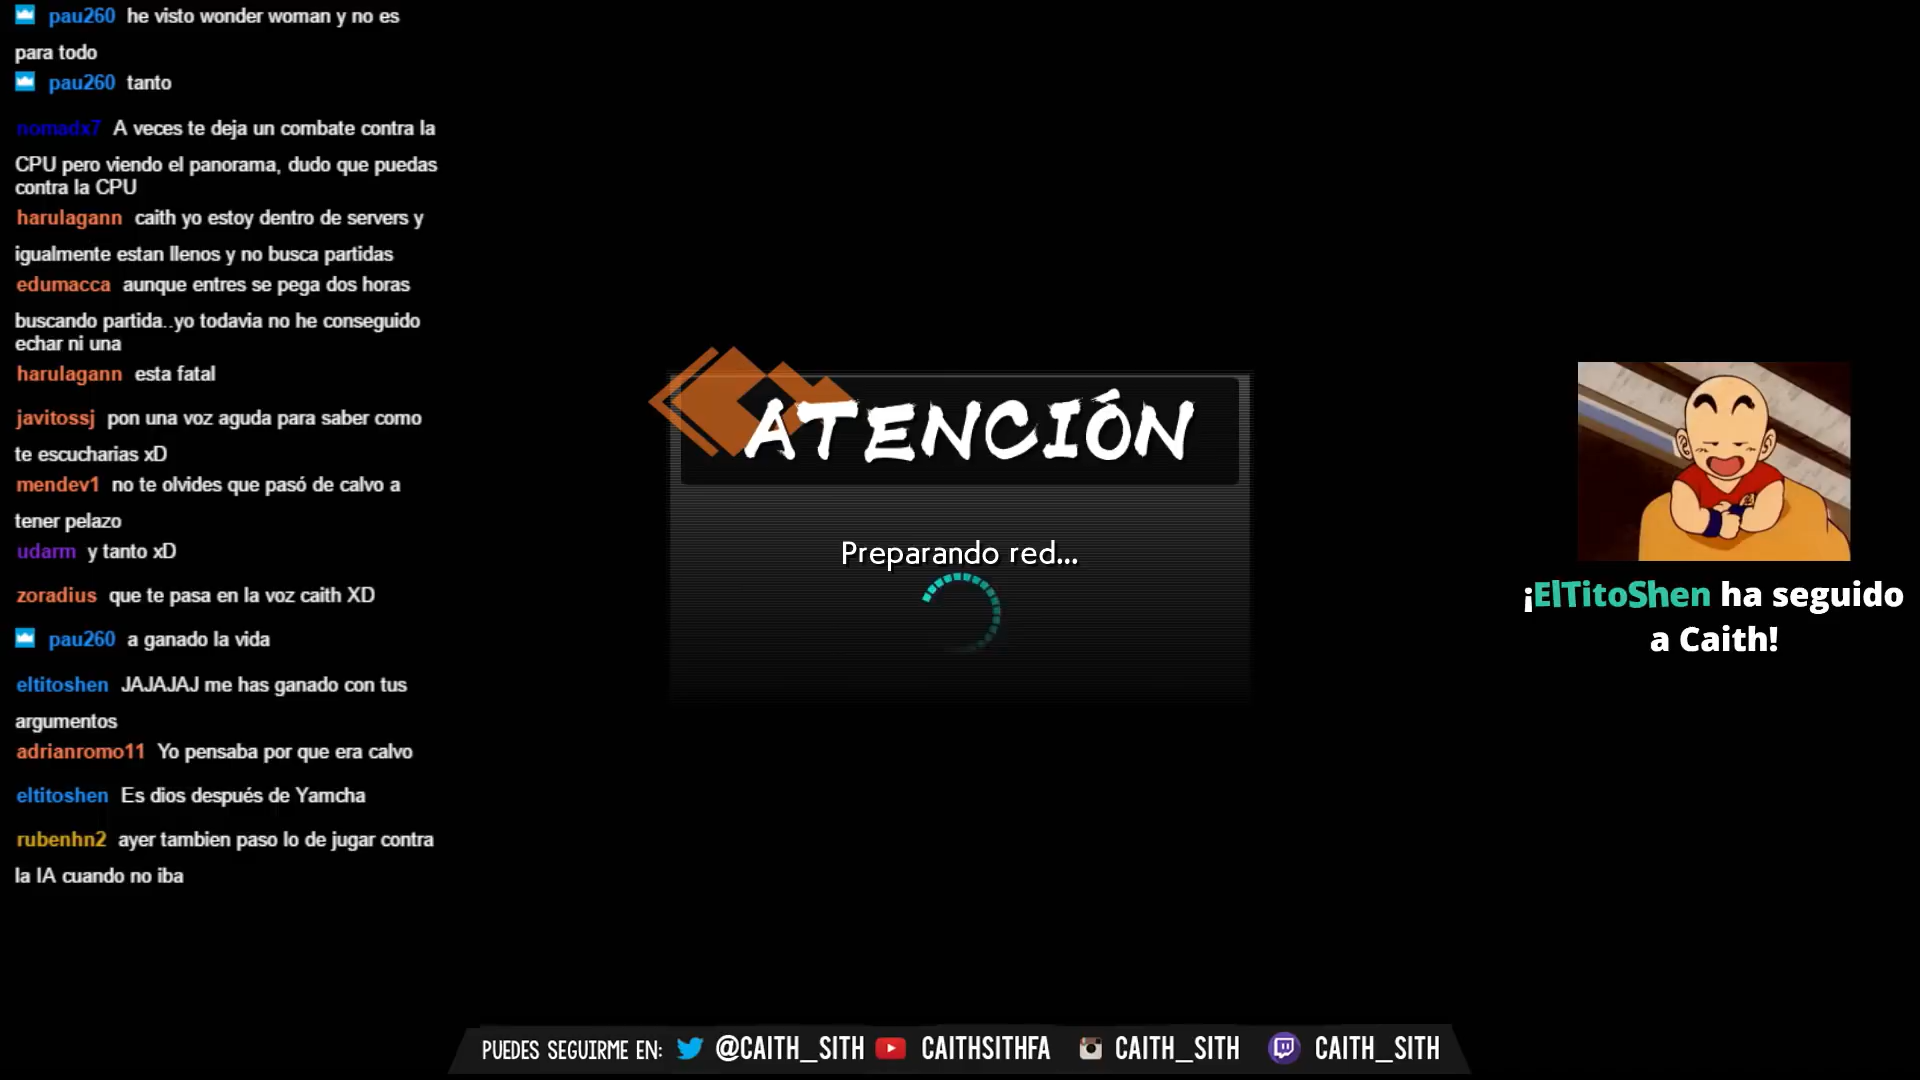 pau260 he visto wonder woman y no es
para todo
pau260 tanto
nomadx7 A veces te deja un combate contra la
CPU pero viendo el panorama, dudo que puedas
contra la CPU
harulagann caith yo estoy dentro de servers y
igualmente estan llenos y no busca partidas
edumacca aunque entres se pega dos horas
buscando partida..yo todavia no he conseguido
echar ni una
harulagann esta fatal
javitossj pon una voz aguda para saber como
te escucharias xD
mendev1 no te olvides que pasó de calvo a
tener pelazo
udarm y tanto xD
zoradius que te pasa en la voz caith XD
pau260 a ganado la vida
eltitoshen JAJAJAJ me has ganado con tus
argumentos
adrianromo11 Yo pensaba por que era calvo
eltitoshen Es dios después de Yamcha
rubenhn2 ayer tambien paso lo de jugar contra
la IA cuando no iba
ATENCIÓN
Preparando red...
¡ElTitoShen ha seguido
a Caith!
PUEDES SEGUIRME EN: @CAITH_SITH CAITHSITHFA CAITH_SITH CAITH_SITH